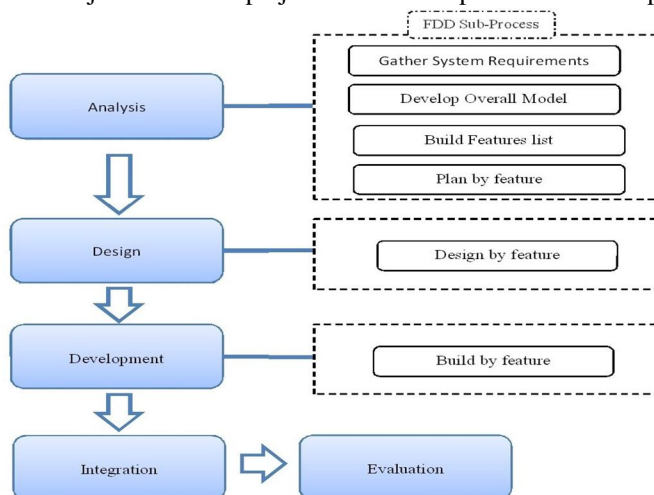 FDD Sub-Process
Gather System Requirements
Analysis
Develop Overall Model
Build Features list
Plan by feature
Design
Design by feature
Development
Build by feature
Integration
Evaluation